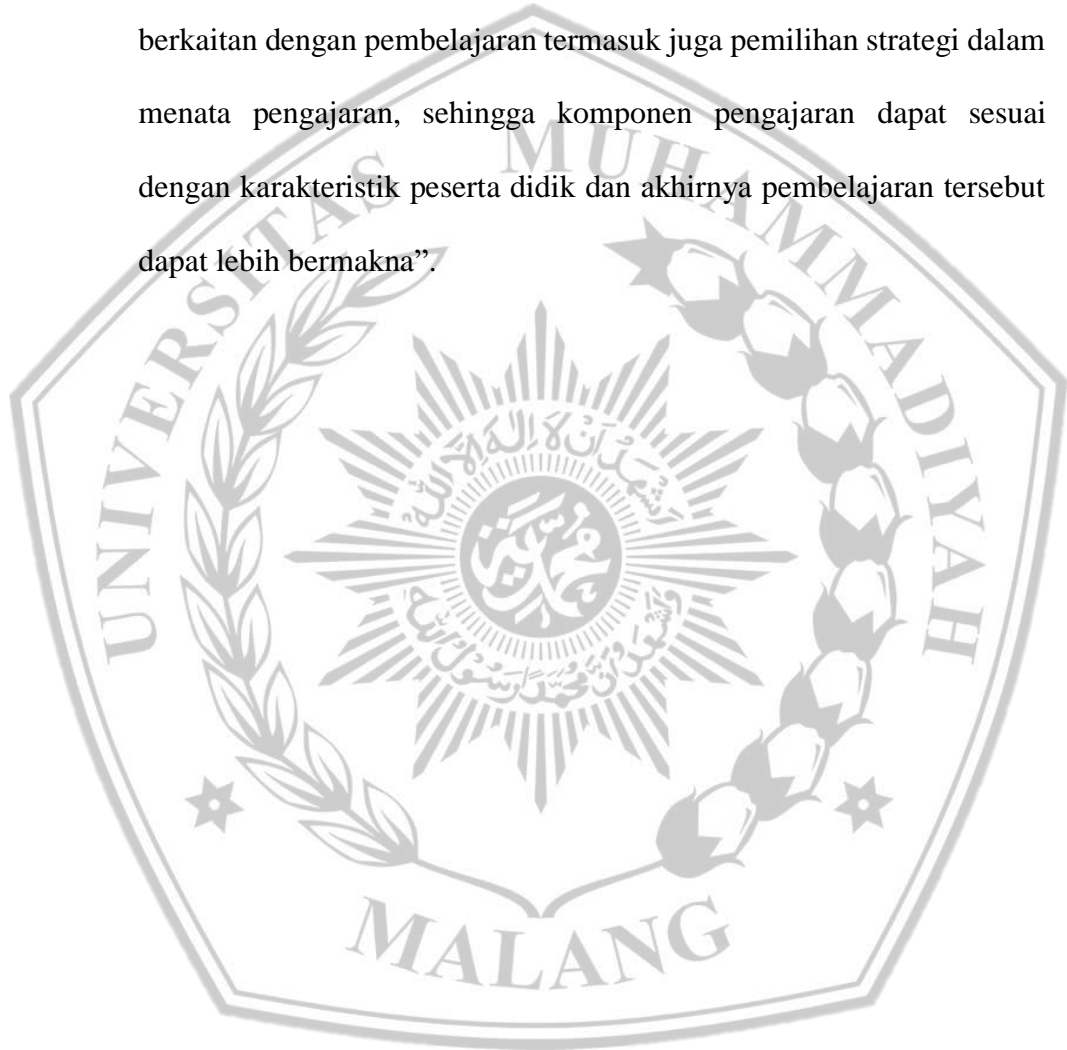 berkaitan dengan pembelajaran termasuk juga pemilihan strategi dalam
menata pengajaran, sehingga komponen pengajaran dapat sesuai
dengan karakteristik peserta didik dan akhirnya pembelajaran tersebut
dapat lebih bermakna”.
UNIVERSITAS MUHAMMADIYAH
MALANG